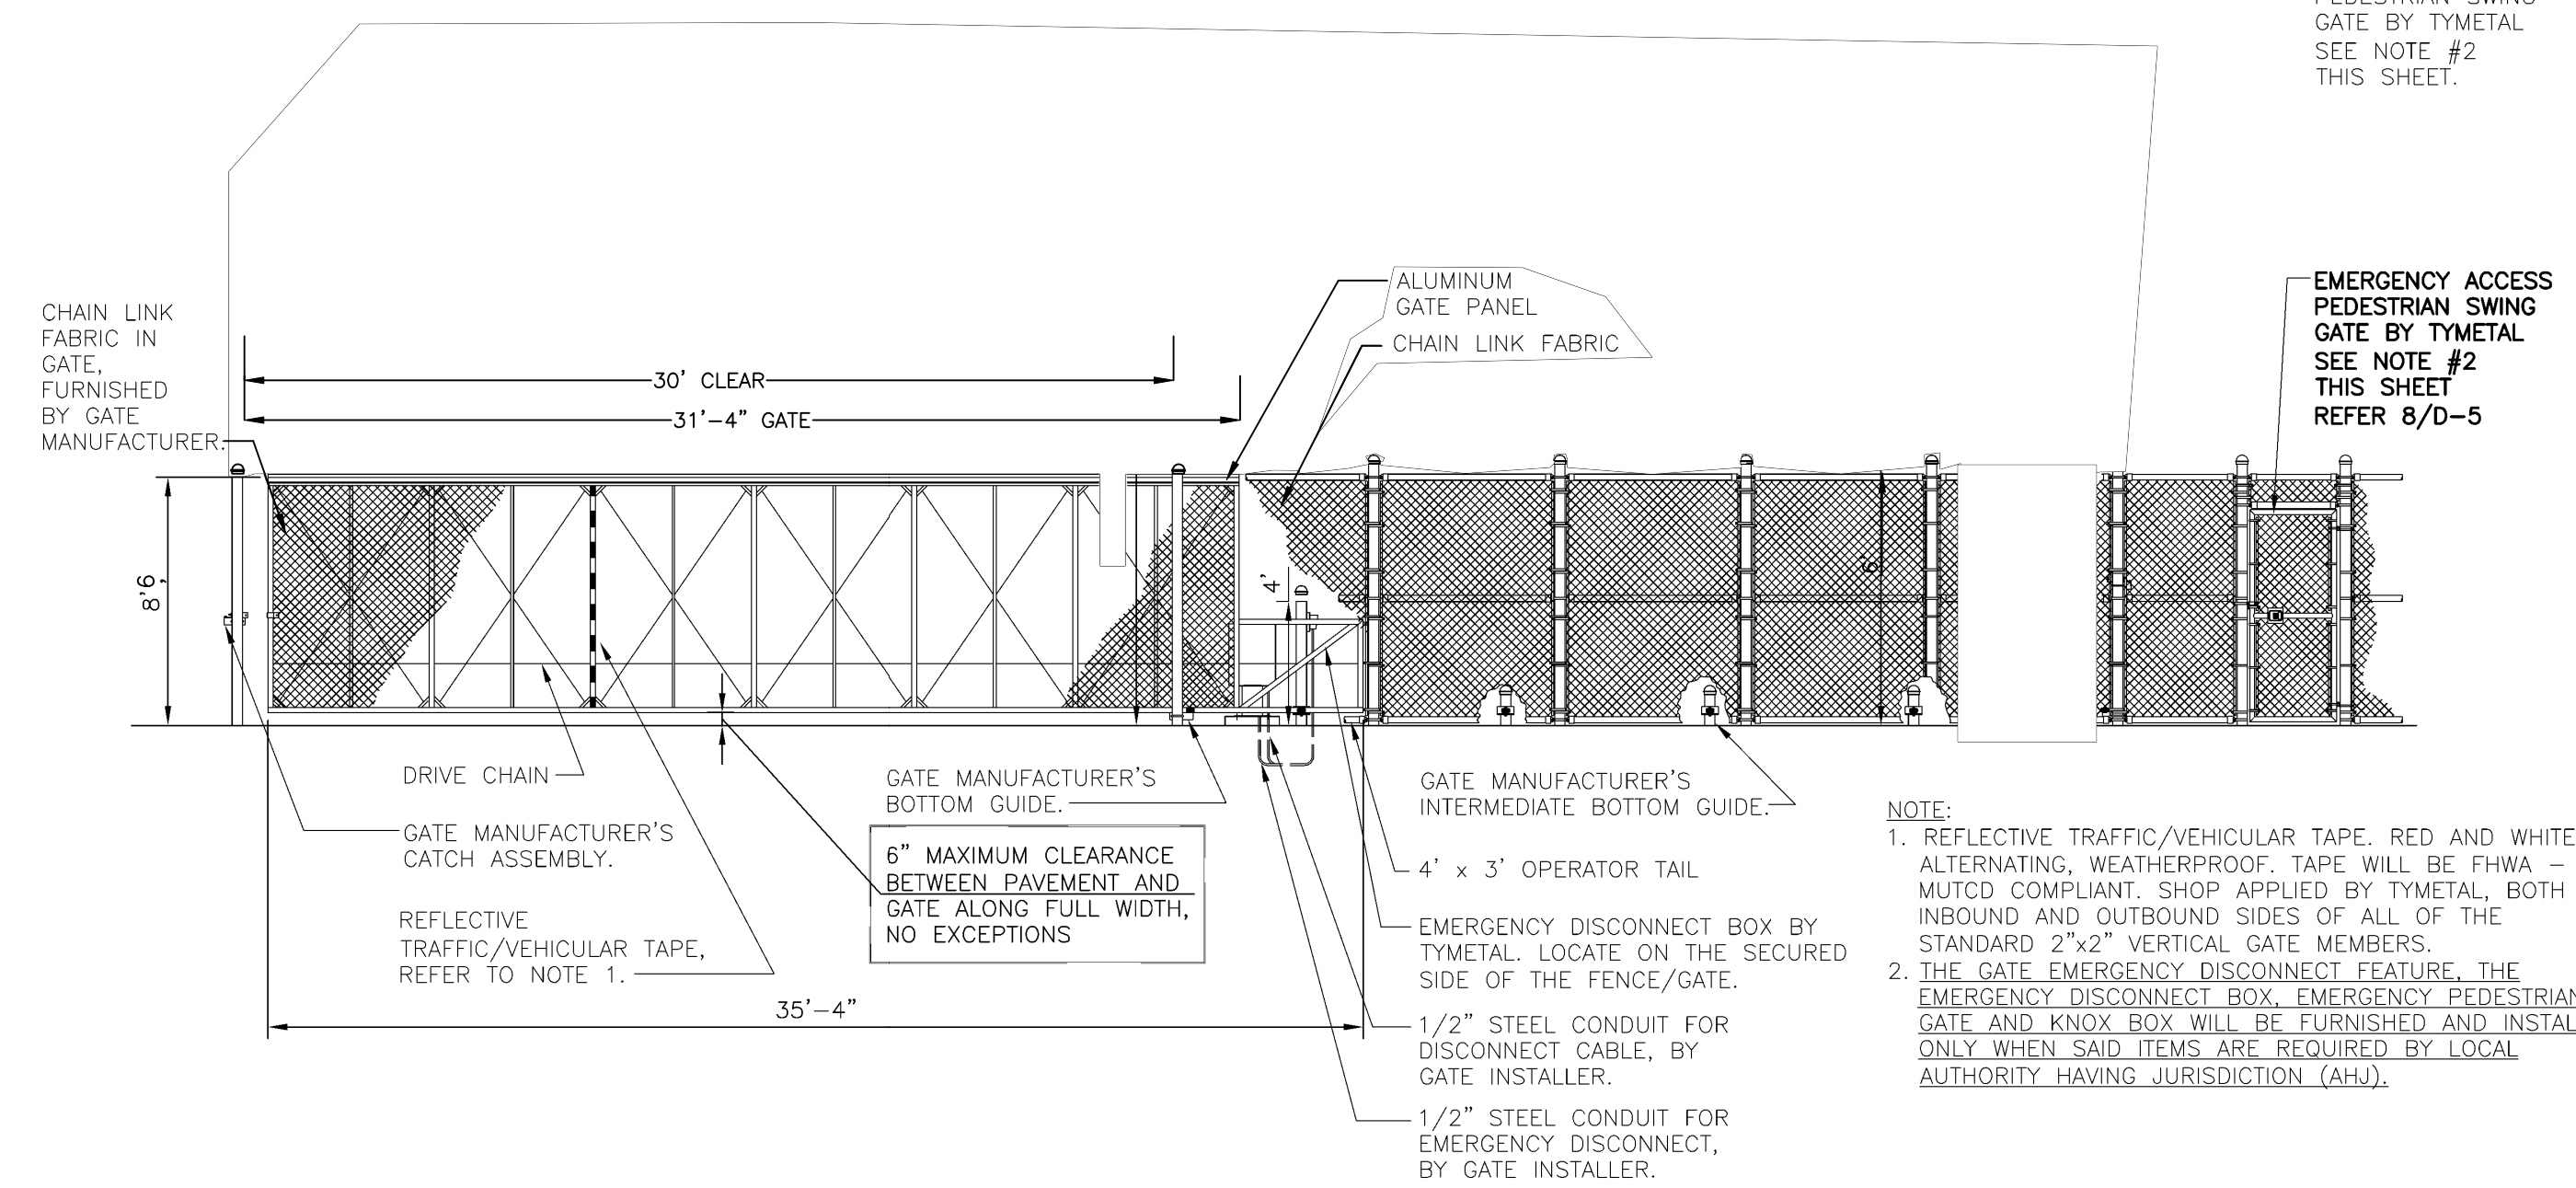 PEDESTRIAN SWING
GATE BY TYMETAL
SEE NOTE #2
THIS SHEET.
CHAIN LINK
FABRIC IN
GATE,
FURNISHED
BY GATE
MANUFACTURER.
30' CLEAR
31'-4" GATE
ALUMINUM
GATE PANEL
CHAIN LINK FABRIC
EMERGENCY ACCESS
PEDESTRIAN SWING
GATE BY TYMETAL
SEE NOTE #2
THIS SHEET
REFER 8/D-5
8'6,
4'
6'
DRIVE CHAIN
GATE MANUFACTURER'S
CATCH ASSEMBLY.
REFLECTIVE
TRAFFIC/VEHICULAR TAPE,
REFER TO NOTE 1.
35'-4"
GATE MANUFACTURER'S
BOTTOM GUIDE.
6" MAXIMUM CLEARANCE
BETWEEN PAVEMENT AND
GATE ALONG FULL WIDTH,
NO EXCEPTIONS
GATE MANUFACTURER'S
INTERMEDIATE BOTTOM GUIDE.
4' x 3' OPERATOR TAIL
EMERGENCY DISCONNECT BOX BY
TYMETAL. LOCATE ON THE SECURED
SIDE OF THE FENCE/GATE.
1/2" STEEL CONDUIT FOR
DISCONNECT CABLE, BY
GATE INSTALLER.
1/2" STEEL CONDUIT FOR
EMERGENCY DISCONNECT,
BY GATE INSTALLER.
NOTE:
1. REFLECTIVE TRAFFIC/VEHICULAR TAPE. RED AND WHITE
ALTERNATING, WEATHERPROOF. TAPE WILL BE FHWA –
MUTCD COMPLIANT. SHOP APPLIED BY TYMETAL, BOTH
INBOUND AND OUTBOUND SIDES OF ALL OF THE
STANDARD 2"x2" VERTICAL GATE MEMBERS.
2. THE GATE EMERGENCY DISCONNECT FEATURE, THE
EMERGENCY DISCONNECT BOX, EMERGENCY PEDESTRIAN
GATE AND KNOX BOX WILL BE FURNISHED AND INSTAL
ONLY WHEN SAID ITEMS ARE REQUIRED BY LOCAL
AUTHORITY HAVING JURISDICTION (AHJ).